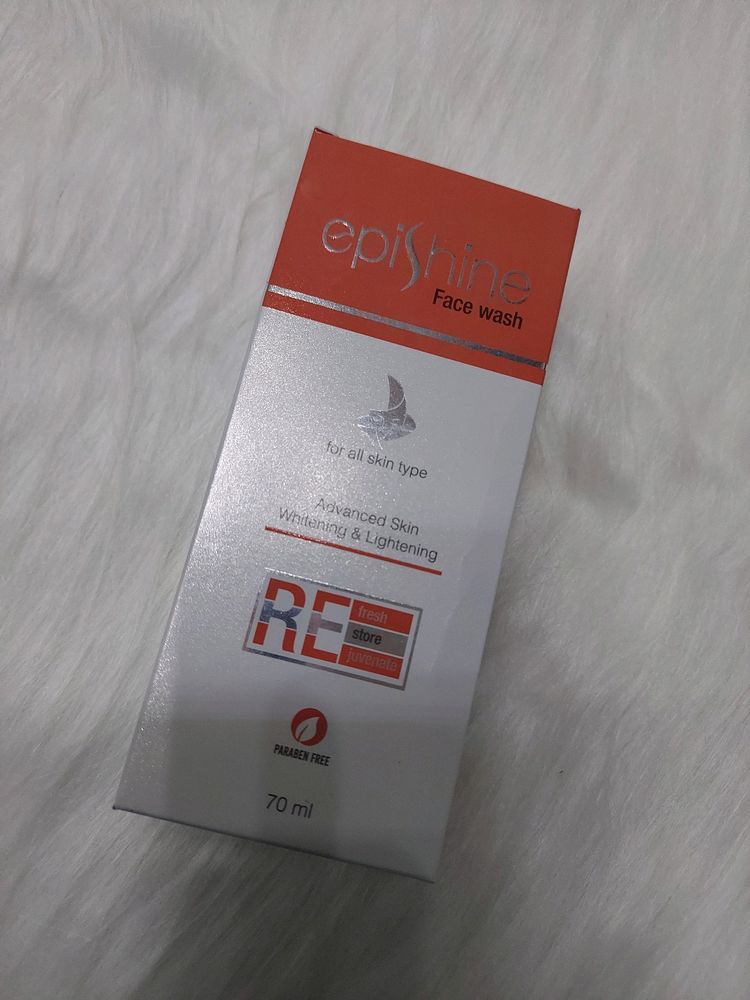 epiShine
Face wash
for all skin type
Advanced Skin
Whitening & Lightening
RE
fresh
store
juvenate
PARABEN FREE
70 ml